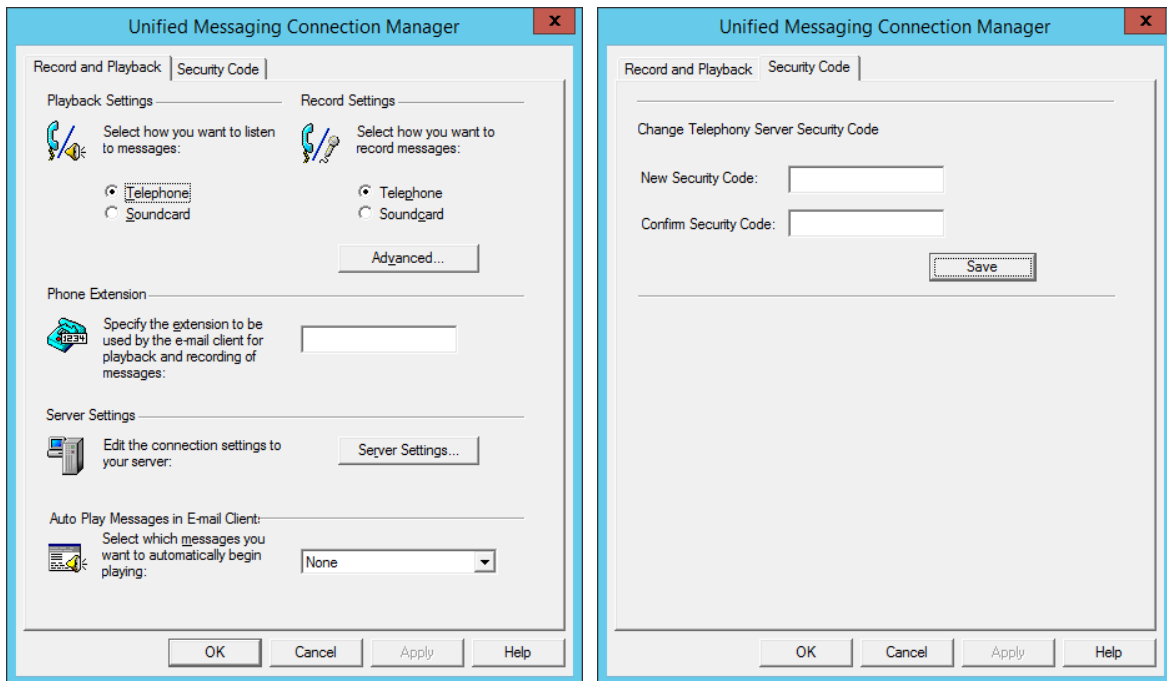 Unified Messaging Connection Manager
x
Record and Playback
Security Code
Playback Settings
Select how you want to listen
to messages:
Telephone
Soundcard
Record Settings
Select how you want to
record messages:
Telephone
Soundcard
Advanced...
Phone Extension
1234
Specify the extension to be
used by the e-mail client for
playback and recording of
messages:
Server Settings
Edit the connection settings to
your server:
Server Settings...
Auto Play Messages in E-mail Client:
Select which messages you
want to automatically begin
playing:
None
OK
Cancel
Apply
Help
Unified Messaging Connection Manager
x
Record and Playback
Security Code
Change Telephony Server Security Code
New Security Code:
Confirm Security Code:
Save
OK
Cancel
Apply
Help